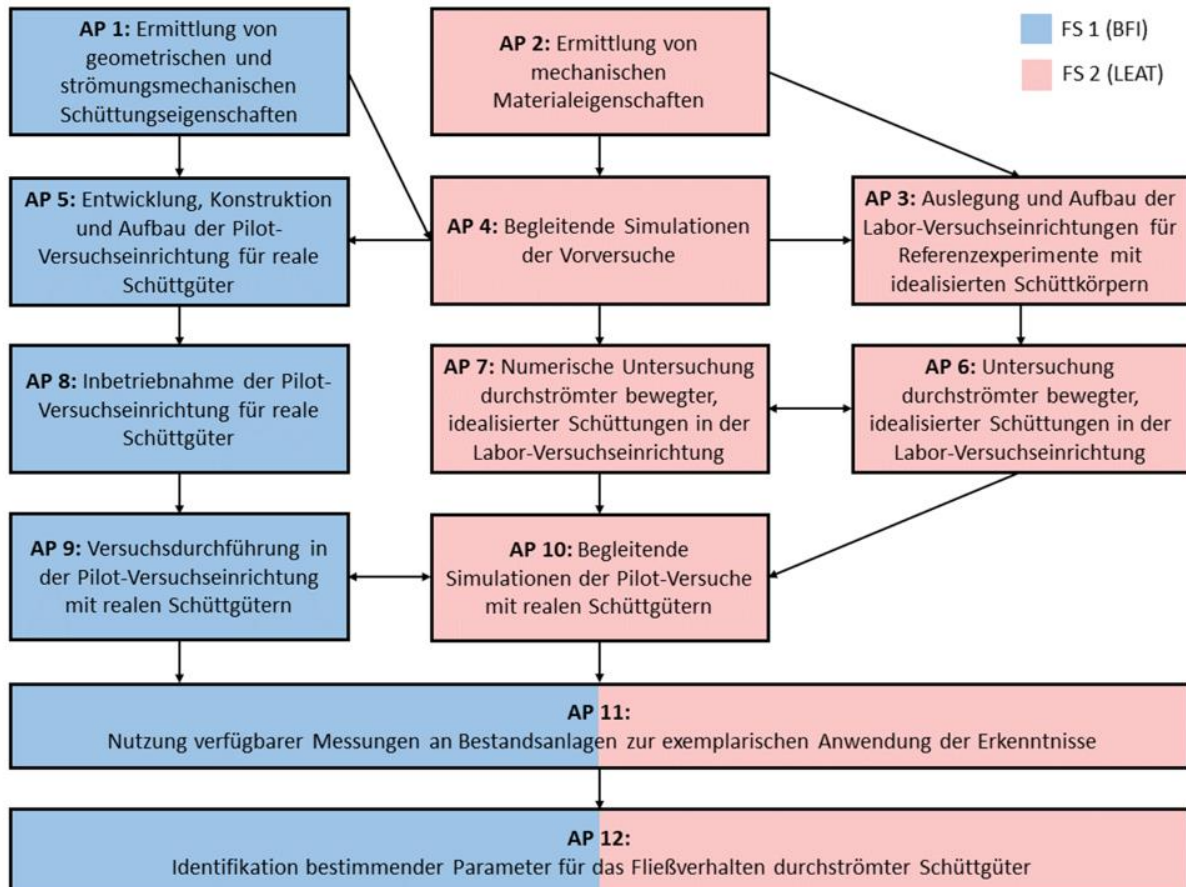 AP 1: Ermittlung von
geometrischen und
strömungsmechanischen
Schüttungseigenschaften
AP 2: Ermittlung von
mechanischen
Materialeigenschaften
FS 1 (BFI)
FS 2 (LEAT)
AP 5: Entwicklung, Konstruktion
und Aufbau der Pilot-
Versuchseinrichtung für reale
Schüttgüter
AP 4: Begleitende Simulationen
der Vorversuche
AP 3: Auslegung und Aufbau der
Labor-Versuchseinrichtungen für
Referenzexperimente mit
idealisierten Schüttkörpern
AP 8: Inbetriebnahme der Pilot-
Versuchseinrichtung für reale
Schüttgüter
AP 7: Numerische Untersuchung
durchströmter bewegter,
idealisierter Schüttungen in der
Labor-Versuchseinrichtung
AP 6: Untersuchung
durchströmter bewegter,
idealisierter Schüttungen in der
Labor-Versuchseinrichtung
AP 9: Versuchsdurchführung in
der Pilot-Versuchseinrichtung
mit realen Schüttgütern
AP 10: Begleitende
Simulationen der Pilot-Versuche
mit realen Schüttgütern
AP 11:
Nutzung verfügbarer Messungen an Bestandsanlagen zur exemplarischen Anwendung der Erkenntnisse
AP 12:
Identifikation bestimmender Parameter für das Fließverhalten durchströmter Schüttgüter